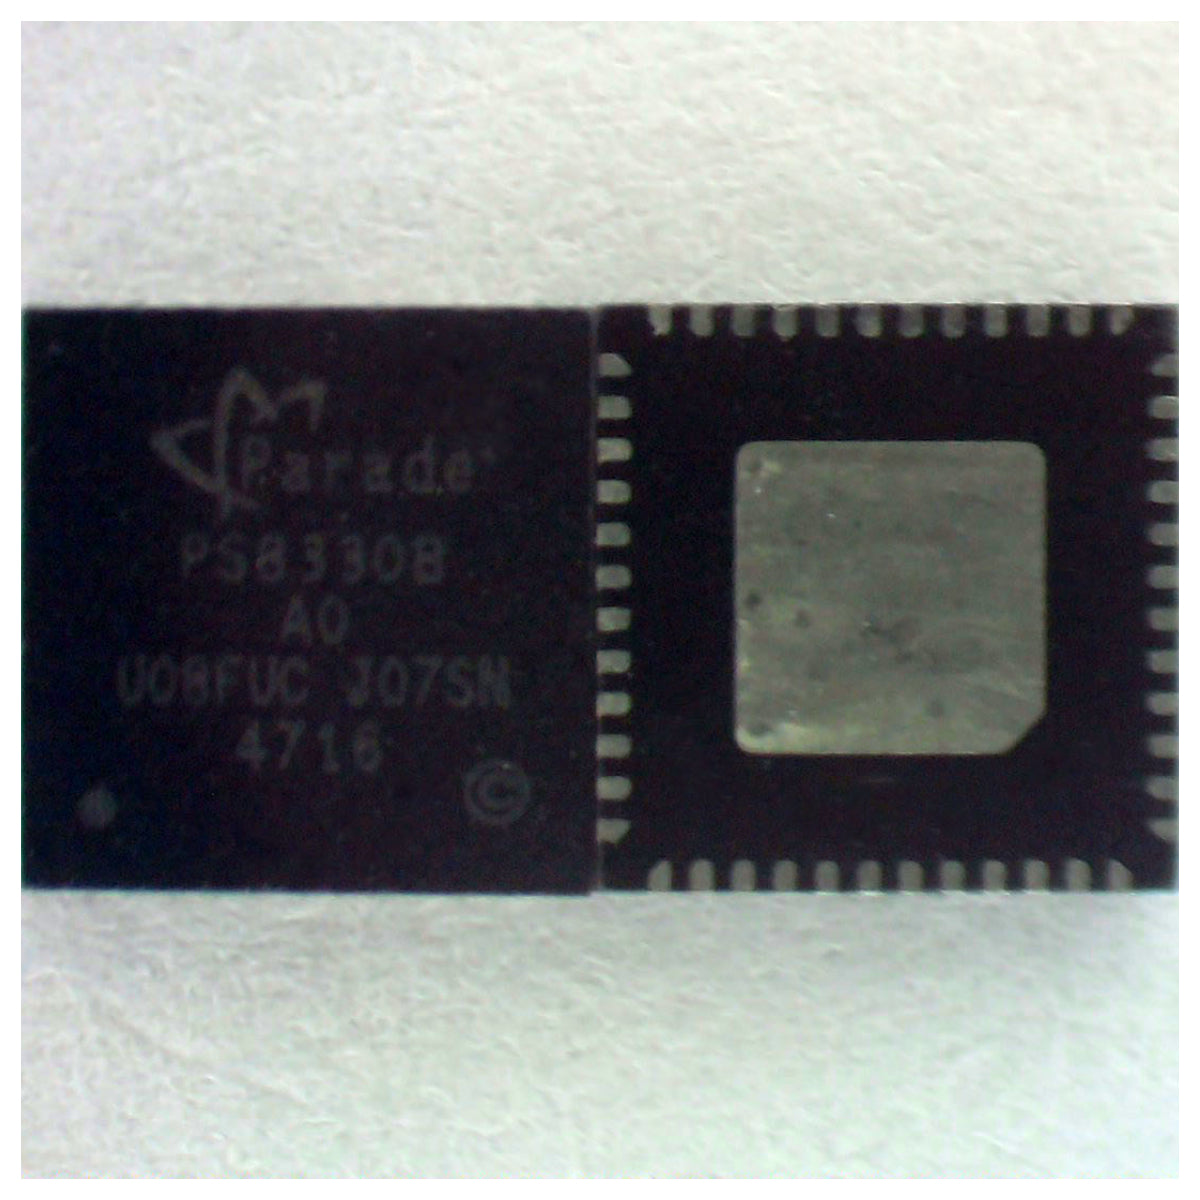 Parade
PS8330B
A0
U08FUC J07SN
4716
G